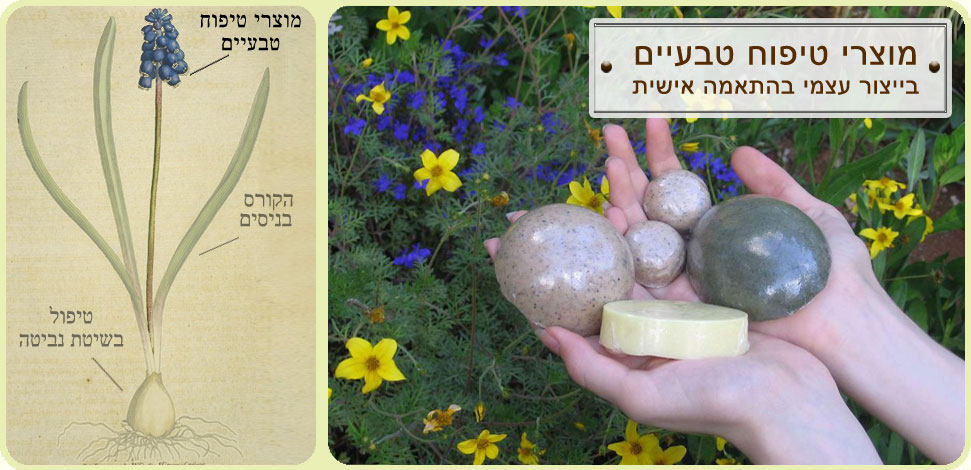 מוצרי טיפוח
טבעיים
הקורס
בניסים
טיפול
בשיטת נביטה
מוצרי טיפוח טבעיים
בייצור עצמי בהתאמה אישית